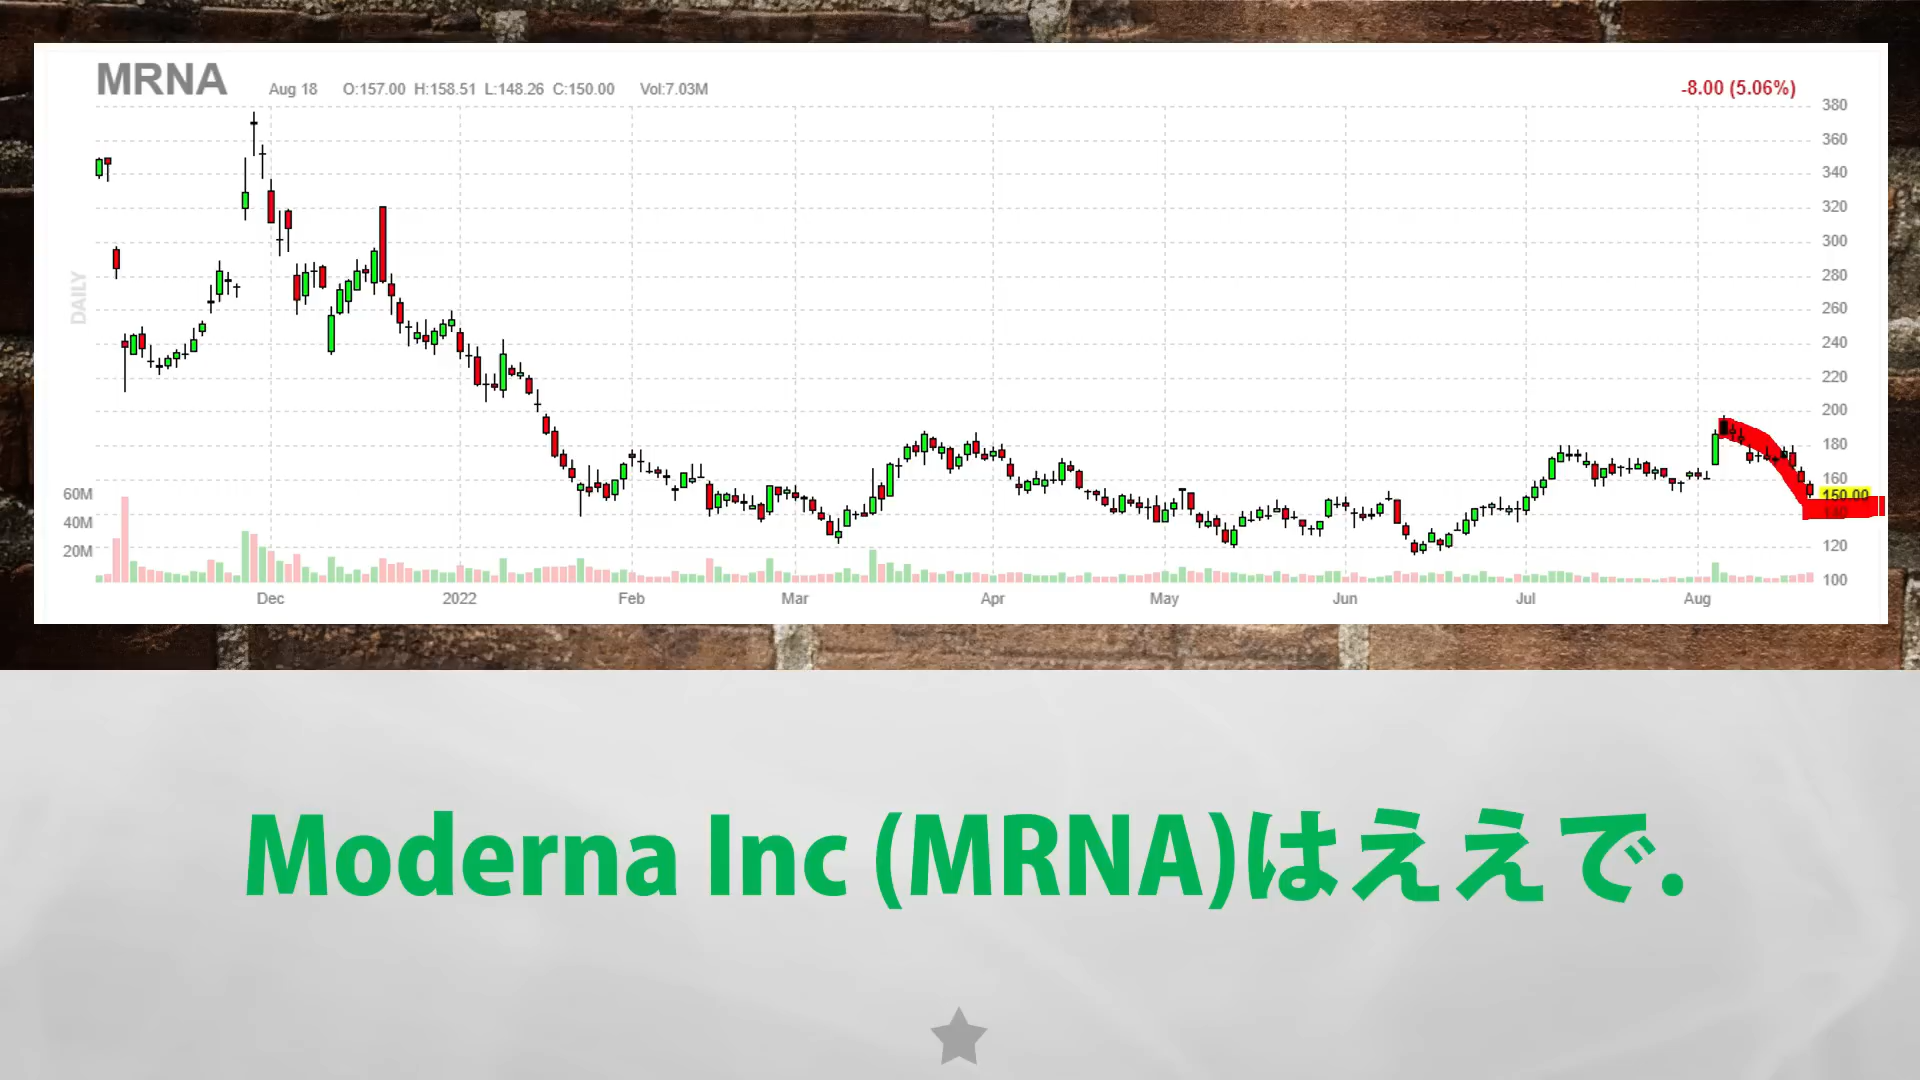 MRNA Aug 18 O:157.00 H:158.51 L:148.26 C:150.00 Vol:7.03M -8.00 (5.06%)
380
360
340
320
300
280
260
240
220
200
180
160
150.00
140
120
100
DAILY
60M
40M
20M
Dec 2022 Feb Mar Apr May Jun Jul Aug
Moderna Inc (MRNA)はええで.